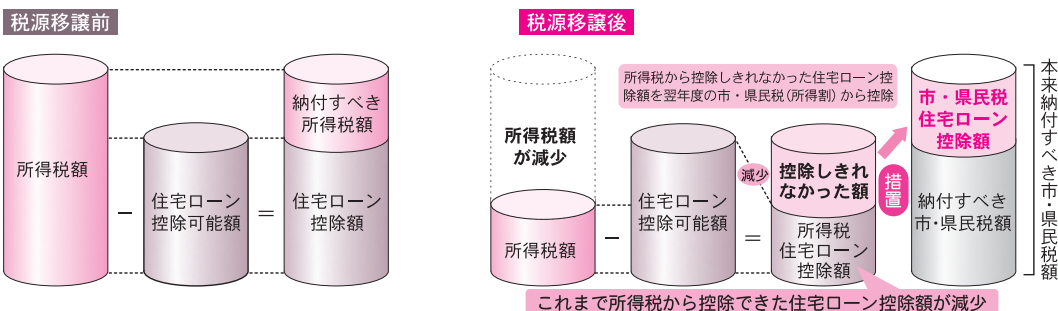 税源移譲前
所得税額
−
住宅ローン
控除可能額
＝
納付すべき
所得税額
住宅ローン
控除額
税源移譲後
所得税額
が減少
所得税額
−
住宅ローン
控除可能額
＝
減少
所得税から控除しきれなかった住宅ローン控
除額を翌年度の市・県民税（所得割）から控除
控除しきれ
なかった額
所得税
住宅ローン
控除額
措置
市・県民税
住宅ローン
控除額
納付すべき
市・県民税額
本来納付すべき市・県民税額
これまで所得税から控除できた住宅ローン控除額が減少